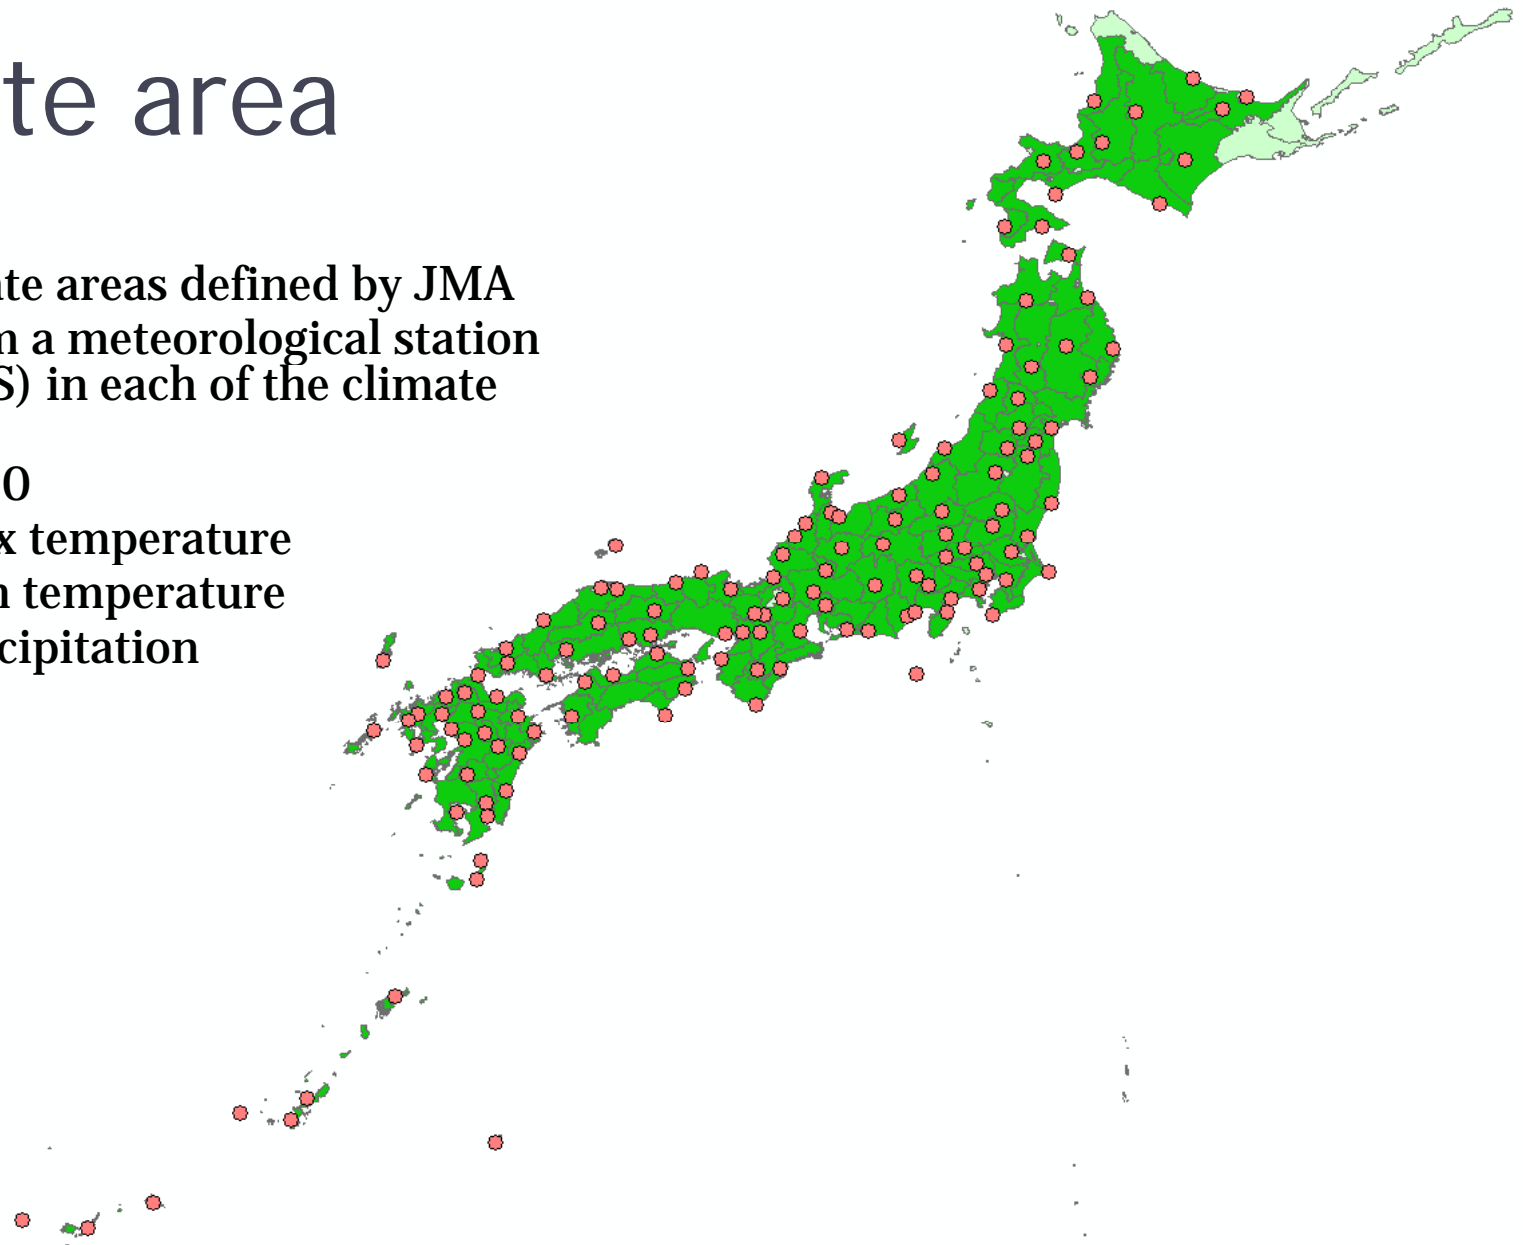 te area
te areas defined by JMA
m a meteorological station
S) in each of the climate
0
x temperature
n temperature
cipitation